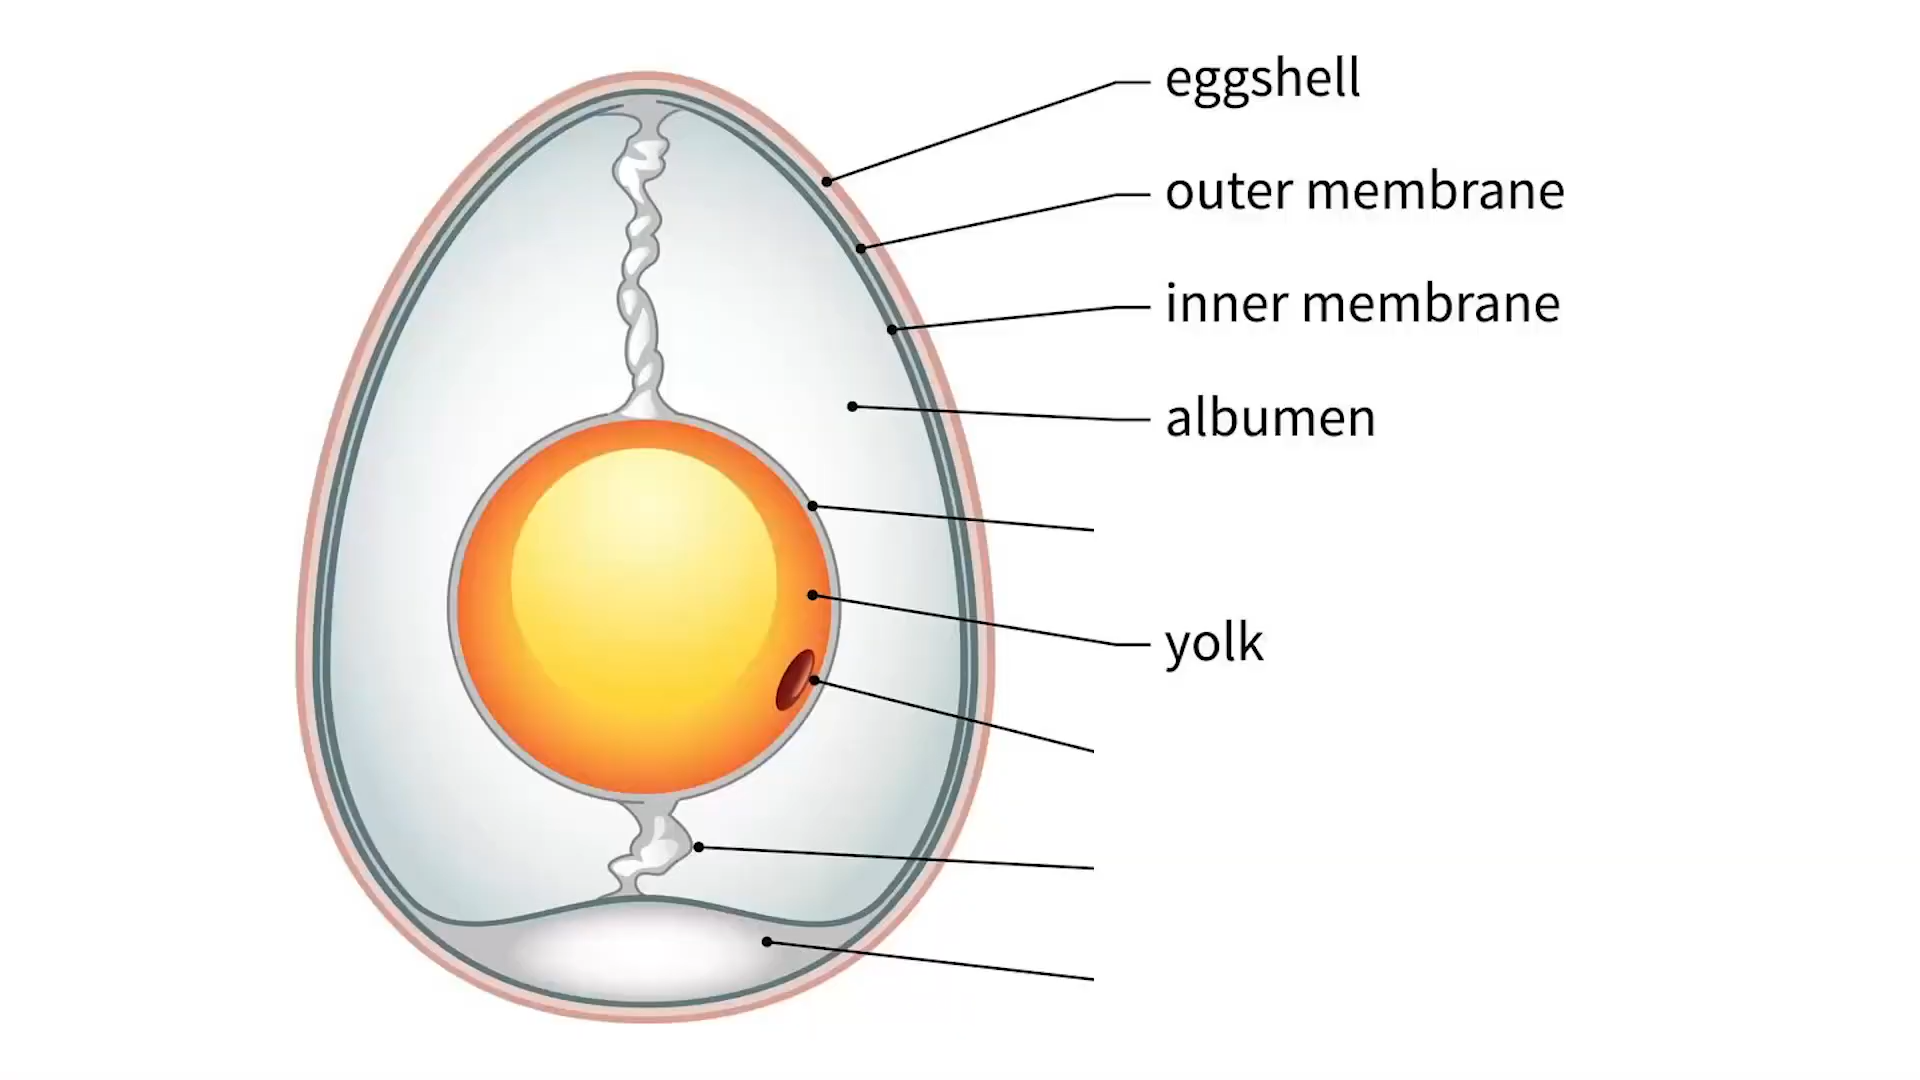 eggshell
outer membrane
inner membrane
albumen
yolk